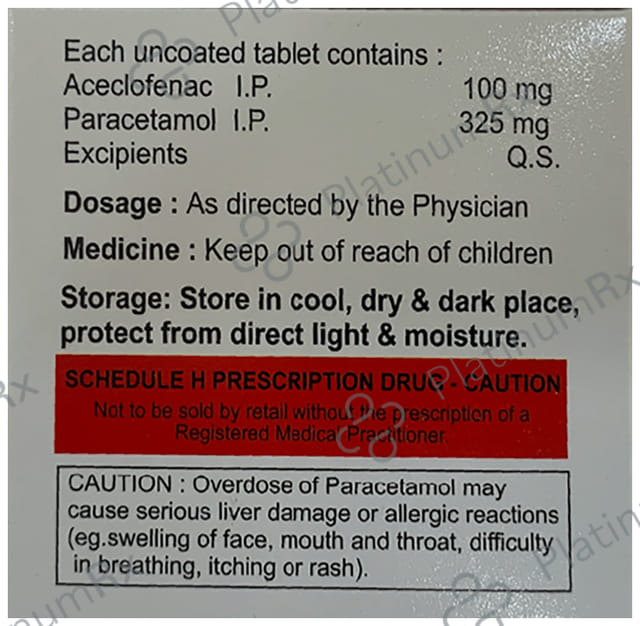 Each uncoated tablet contains :
Aceclofenac I.P. 100 mg
Paracetamol I.P. 325 mg
Excipients Q.S.
Dosage : As directed by the Physician
Medicine : Keep out of reach of children
Storage: Store in cool, dry & dark place,
protect from direct light & moisture.
SCHEDULE H PRESCRIPTION DRUG - CAUTION
Not to be sold by retail without the prescription of a
Registered Medical Practitioner.
CAUTION : Overdose of Paracetamol may
cause serious liver damage or allergic reactions
(eg.swelling of face, mouth and throat, difficulty
in breathing, itching or rash).
PlatinumRx
PlatinumRx